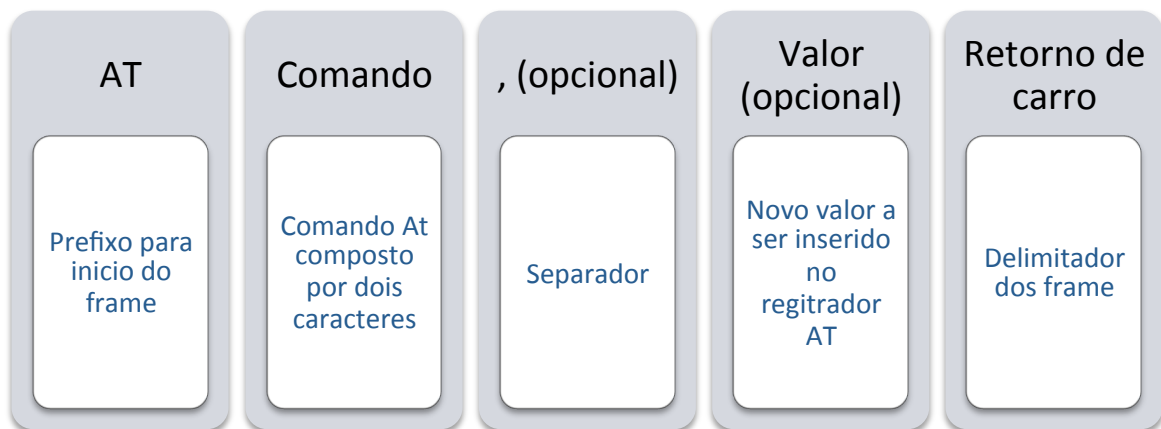 AT
Prefixo para
inicio do
frame
Comando
Comando At
composto
por dois
caracteres
, (opcional)
Separador
Valor
(opcional)
Novo valor a
ser inserido
no
regitrador
AT
Retorno de
carro
Delimitador
dos frame